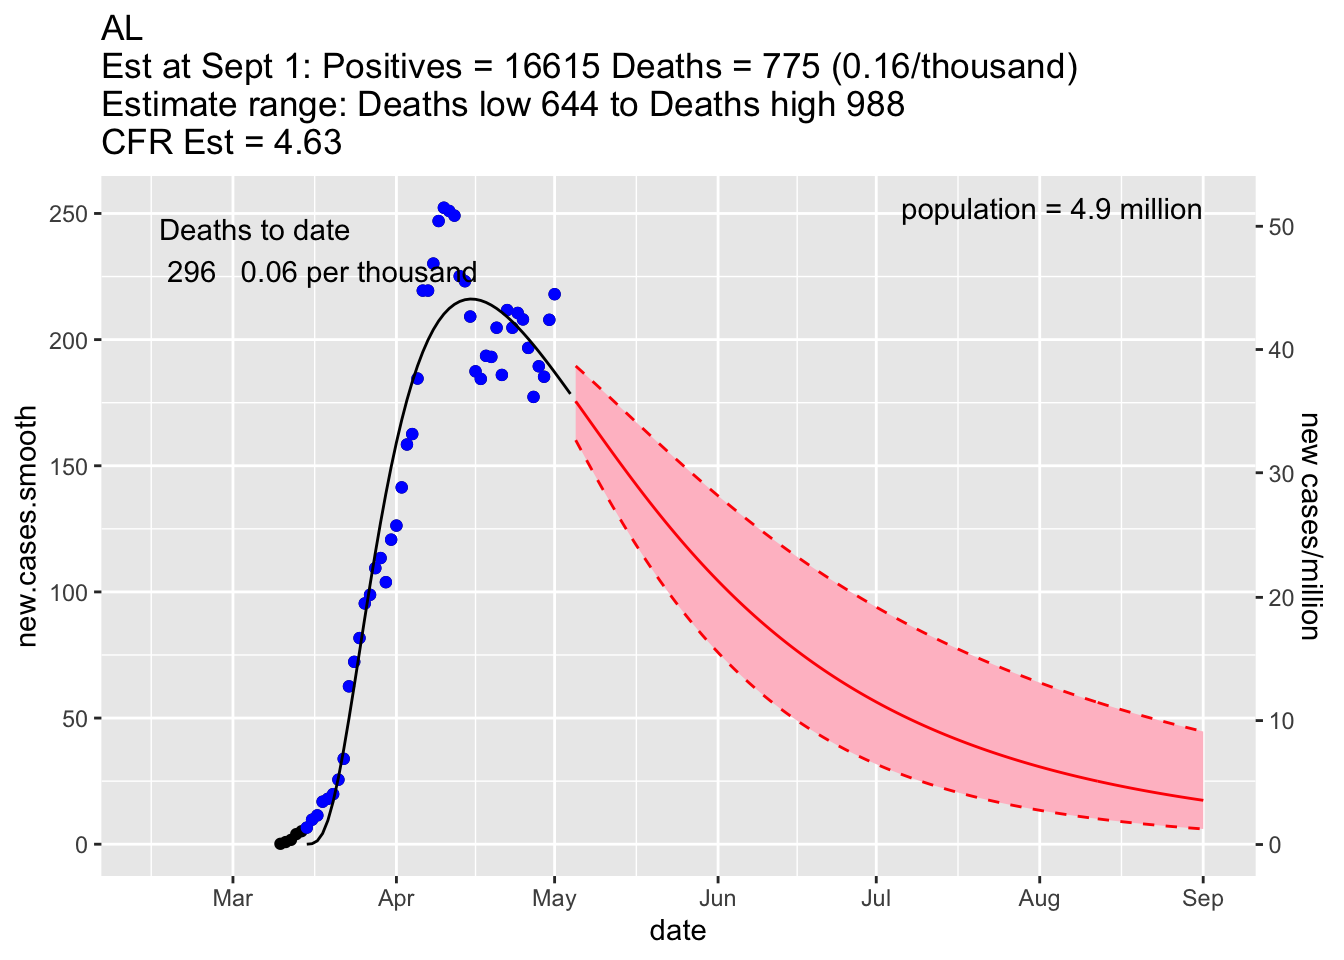 AL
Est at Sept 1: Positives = 16615 Deaths = 775 (0.16/thousand)
Estimate range: Deaths low 644 to Deaths high 988
CFR Est = 4.63
Deaths to date
296 0.06 per thousand
population = 4.9 million
250
200
150
100
50
0
new.cases.smooth
50
40
30
20
10
0
new cases/million
Mar Apr May Jun Jul Aug Sep
date